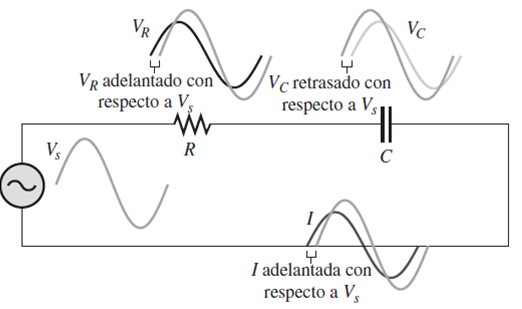 V_R
V_C
V_R adelantado con
respecto a V_s
V_C retrasado con
respecto a V_s
R
C
V_s
I
I adelantada con
respecto a V_s